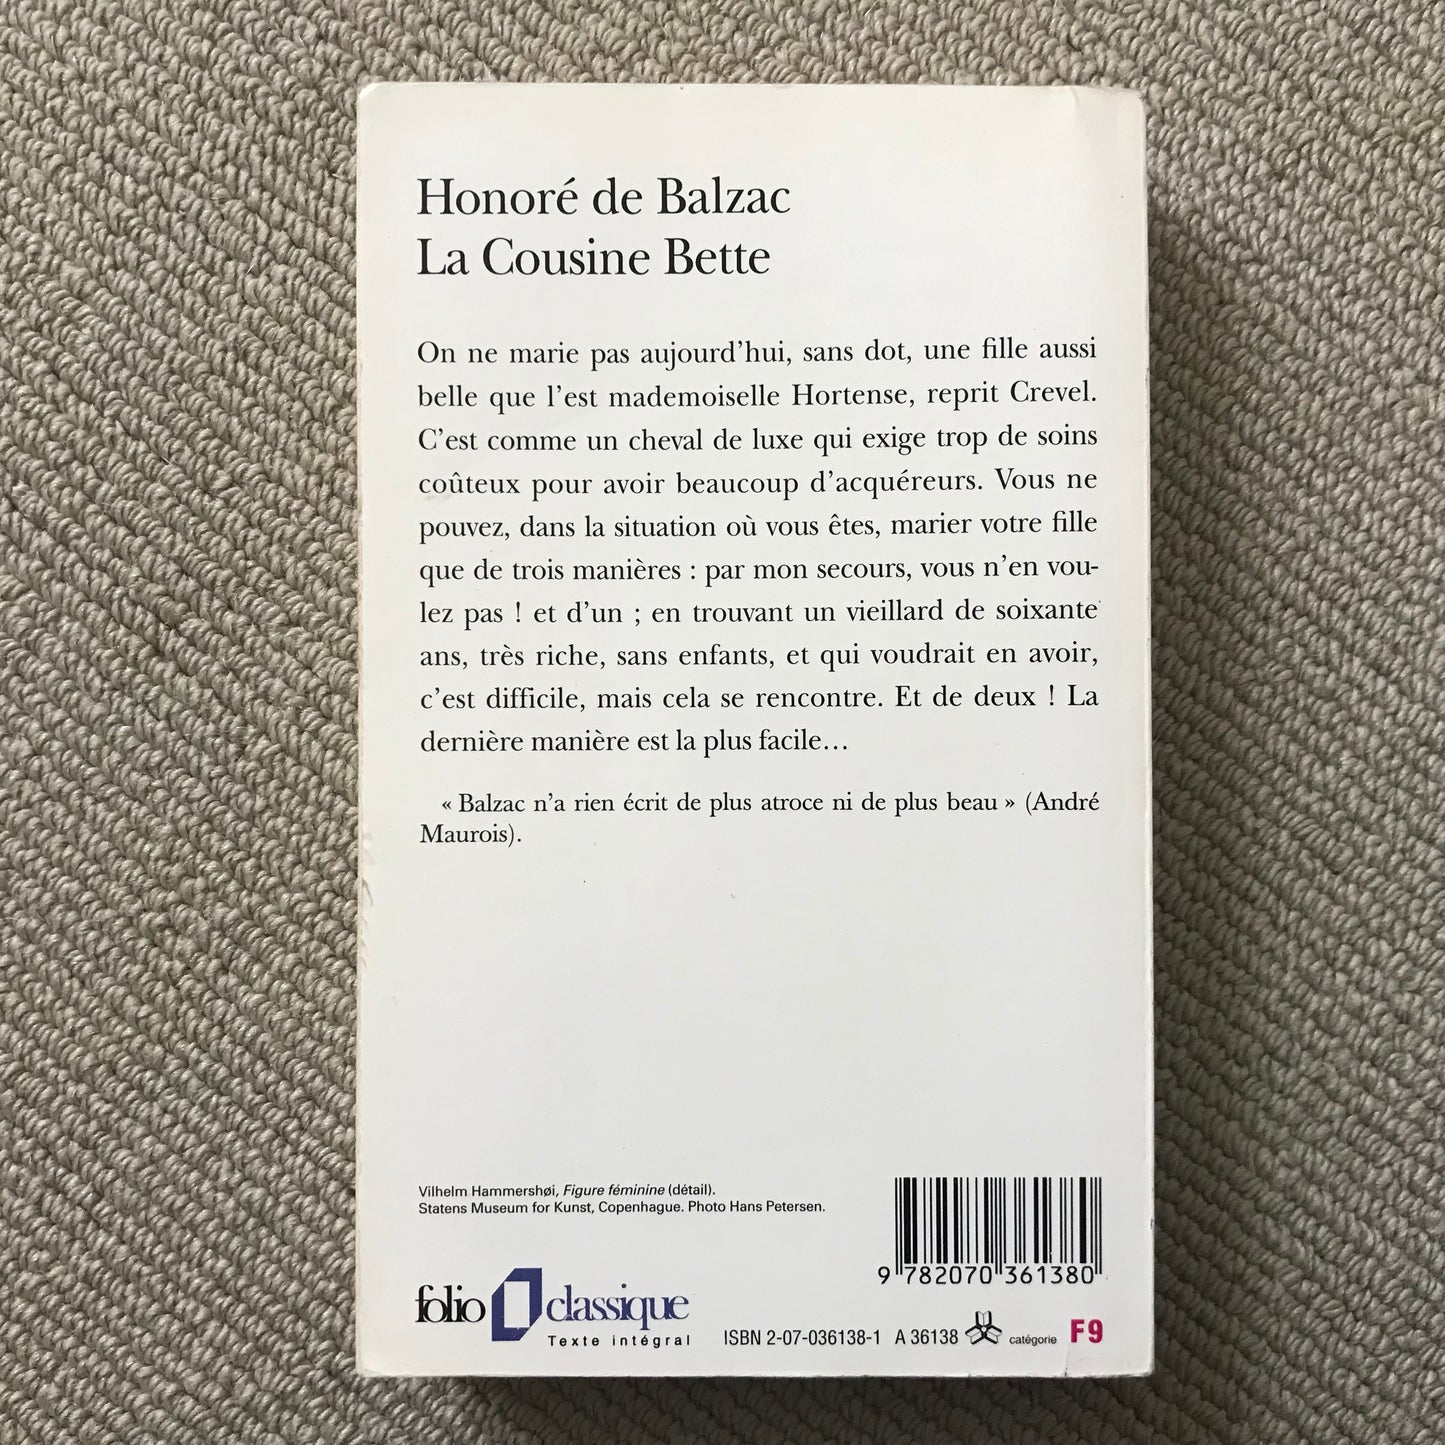 Honoré de Balzac
La Cousine Bette
On ne marie pas aujourd’hui, sans dot, une fille aussi
belle que l’est mademoiselle Hortense, reprit Crevel.
C’est comme un cheval de luxe qui exige trop de soins
coûteux pour avoir beaucoup d’acquéreurs. Vous ne
pouvez, dans la situation où vous êtes, marier votre fille
que de trois manières : par mon secours, vous n’en vou-
lez pas ! et d’un ; en trouvant un vieillard de soixante
ans, très riche, sans enfants, et qui voudrait en avoir,
c’est difficile, mais cela se rencontre. Et de deux ! La
dernière manière est la plus facile…
« Balzac n’a rien écrit de plus atroce ni de plus beau » (André
Maurois).
Vilhelm Hammershøi, Figure féminine (détail).
Statens Museum for Kunst, Copenhague. Photo Hans Petersen.
9 782070 361380
folio classique
Texte intégral
ISBN 2-07-036138-1 A 36138 catégorie F9